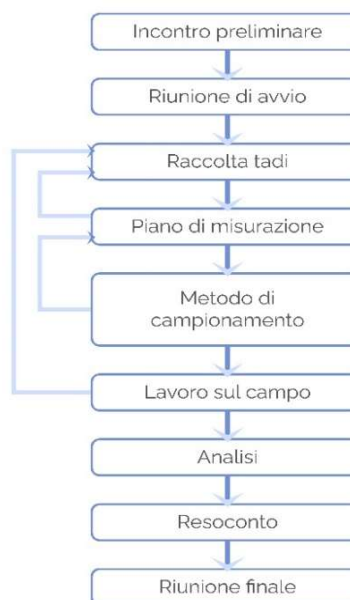 Incontro preliminare
Riunione di avvio
Raccolta tadi
Piano di misurazione
Metodo di
campionamento
Lavoro sul campo
Analisi
Resoconto
Riunione finale